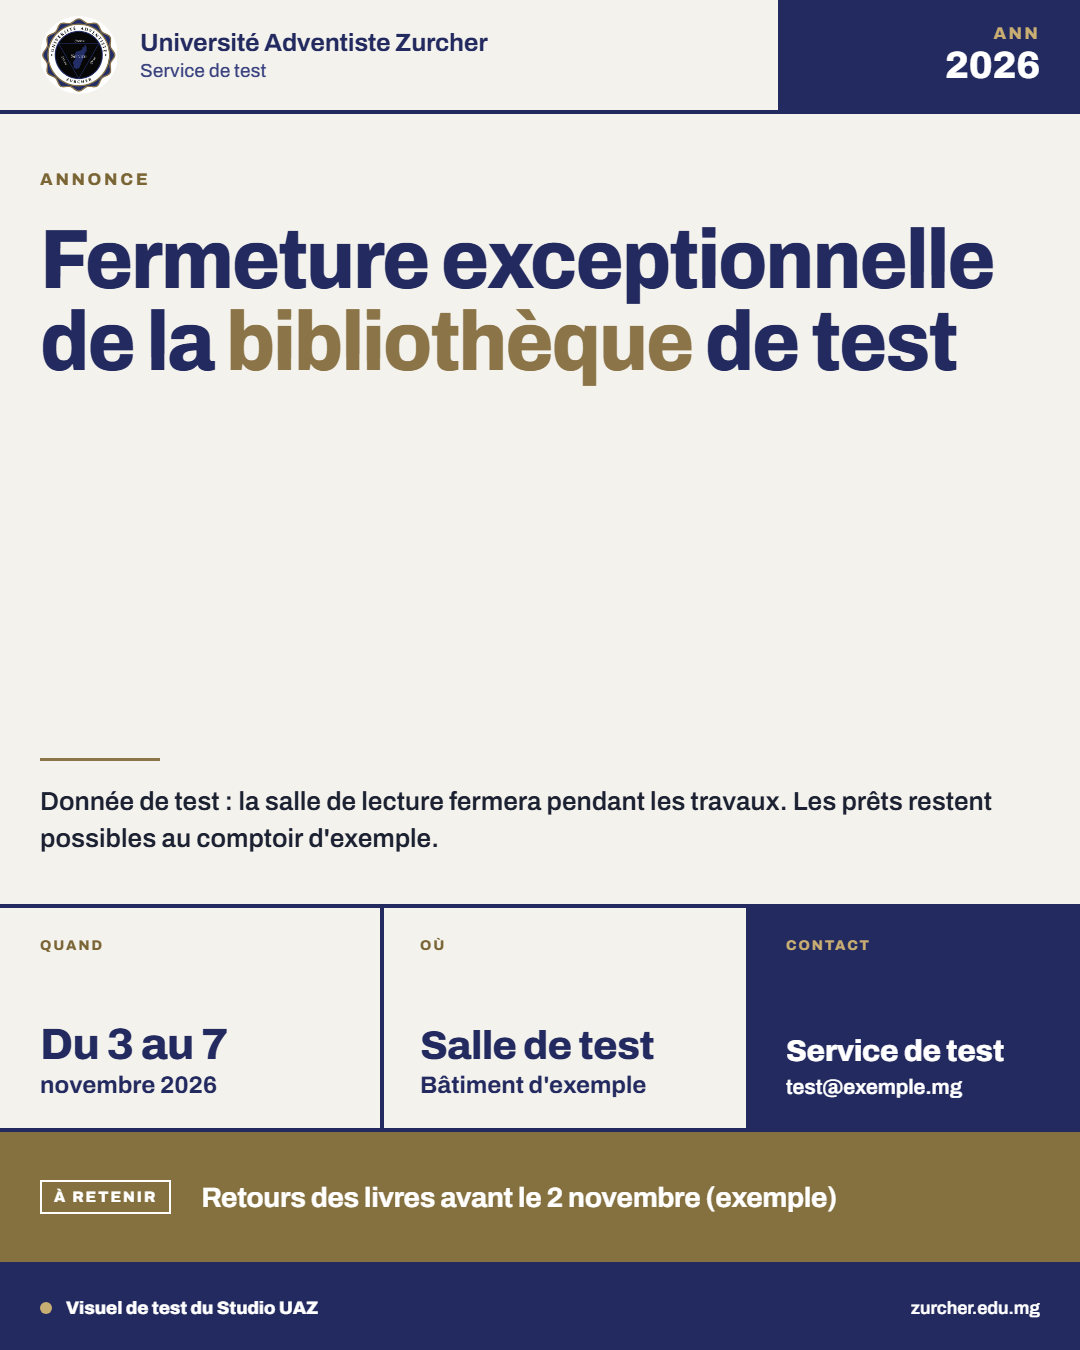 UNIVERSITÉ ADVENTISTE
ZURCHER
Université Adventiste Zurcher
Service de test
ANN
2026
ANNONCE
Fermeture exceptionnelle
de la bibliothèque de test
Donnée de test : la salle de lecture fermera pendant les travaux. Les prêts restent
possibles au comptoir d'exemple.
QUAND
Du 3 au 7
novembre 2026
OÙ
Salle de test
Bâtiment d'exemple
CONTACT
Service de test
test@exemple.mg
À RETENIR
Retours des livres avant le 2 novembre (exemple)
Visuel de test du Studio UAZ
zurcher.edu.mg